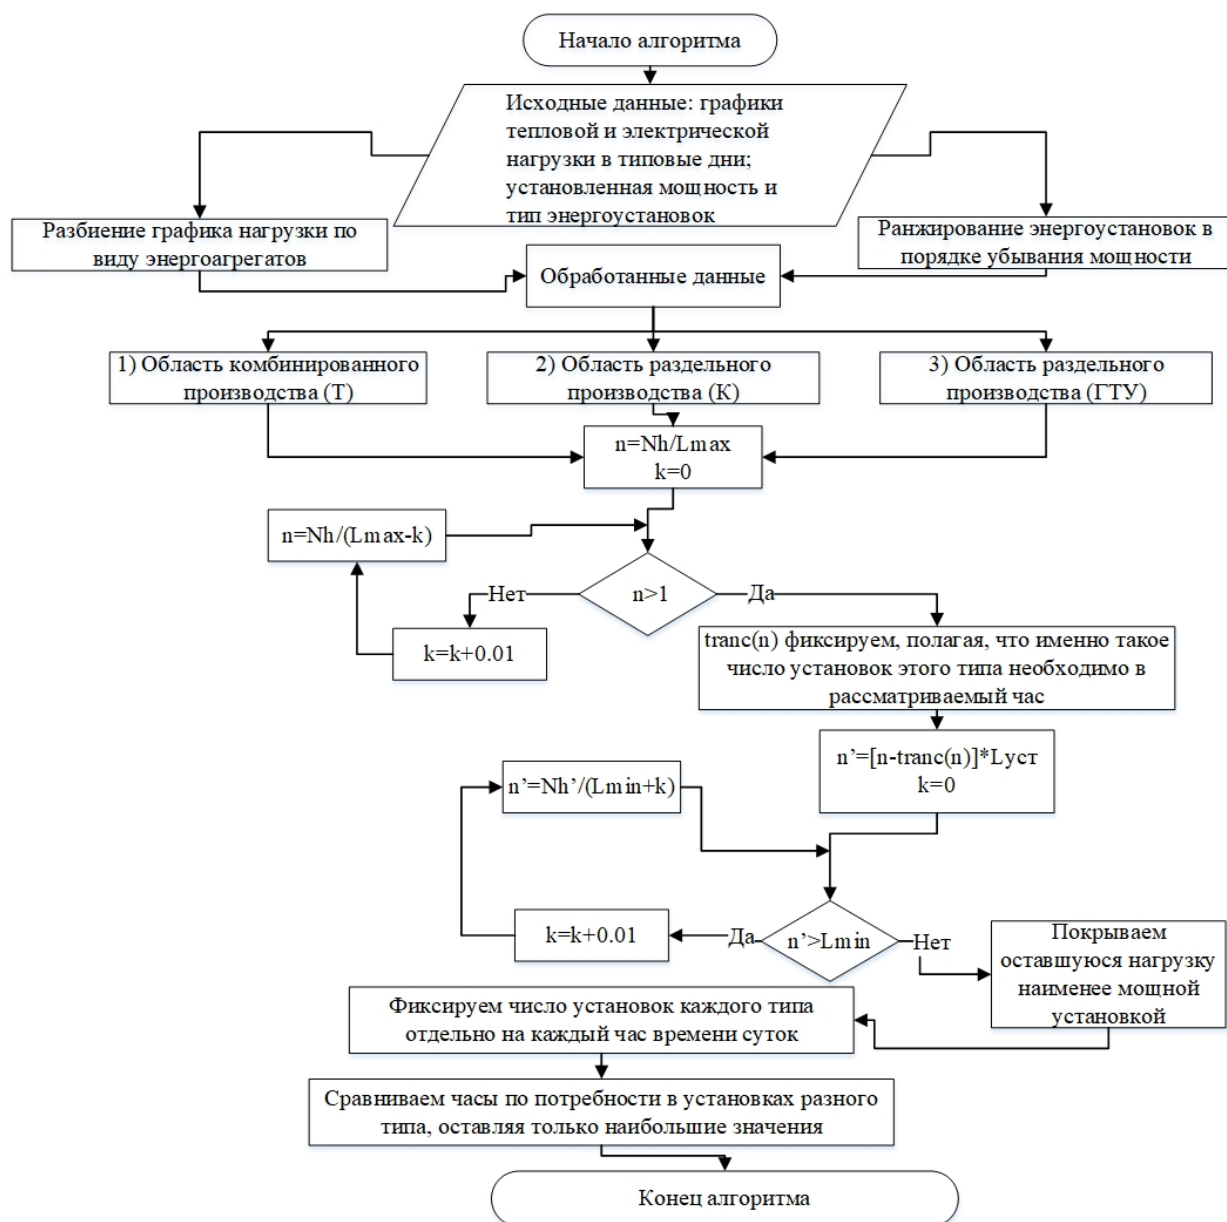 Начало алгоритма
Исходные данные: графики
тепловой и электрической
нагрузки в типовые дни;
установленная мощность и
тип энергоустановок
Разбиение графика нагрузки по
виду энергоагрегатов
Ранжирование энергоустановок в
порядке убывания мощности
Обработанные данные
1) Область комбинированного
производства (Т)
2) Область раздельного
производства (К)
3) Область раздельного
производства (ГТУ)
n=Nh/Lmax
k=0
n=Nh/(Lmax-k)
n>1
Нет
Да
k=k+0.01
tranc(n) фиксируем, полагая, что именно такое
число установок этого типа необходимо в
рассматриваемый час
n’=[n-tranc(n)]*Lуст
k=0
n’=Nh’/(Lmin+k)
n’>Lmin
Да
Нет
k=k+0.01
Покрываем
оставшуюся нагрузку
наименее мощной
установкой
Фиксируем число установок каждого типа
отдельно на каждый час времени суток
Сравниваем часы по потребности в установках разного
типа, оставляя только наибольшие значения
Конец алгоритма